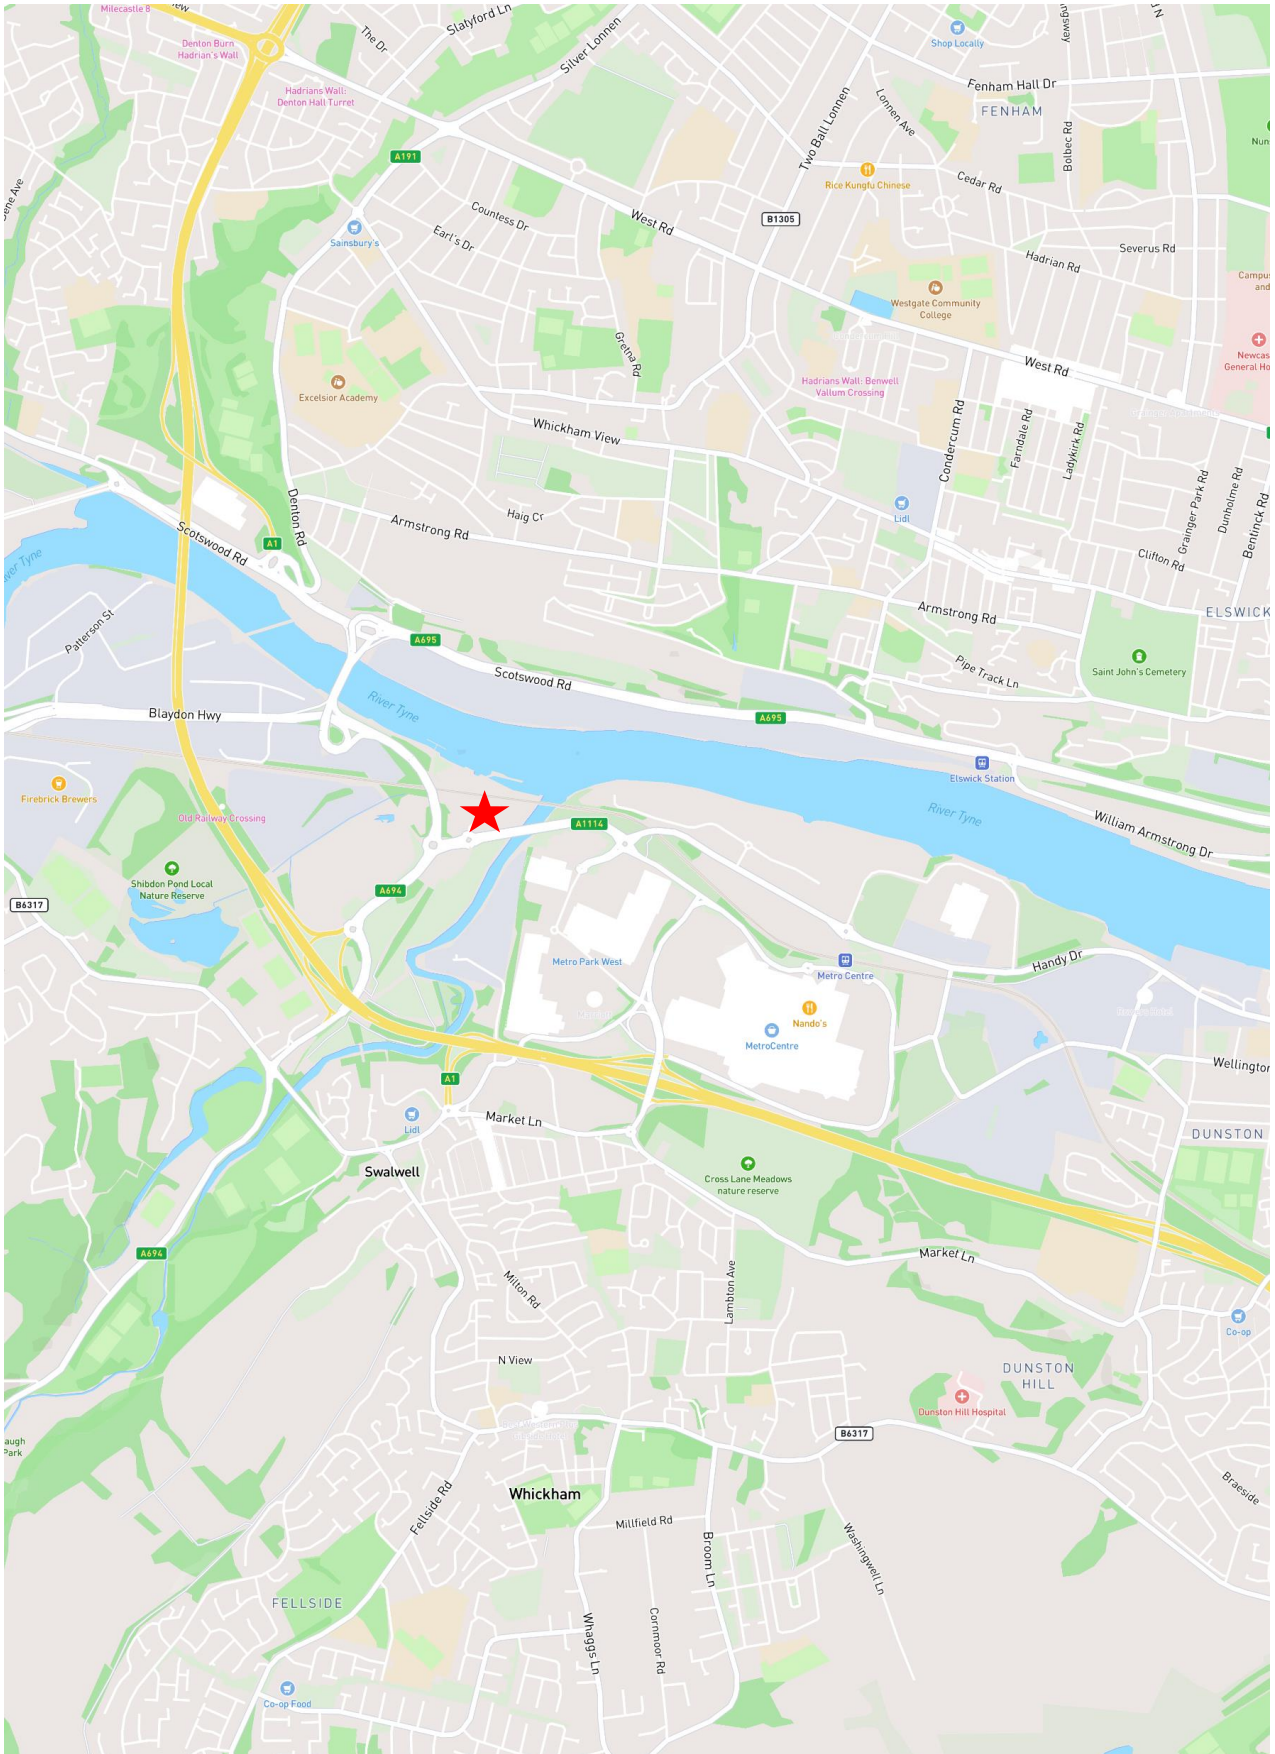 Milecastle 8
Slatyford Ln
The Dr
Denton Burn
Hadrian's Wall
Silver Lonnen
Shop Locally
Hadrians Wall:
Denton Hall Turret
Fenham Hall Dr
FENHAM
Two Ball Lonnen
Lonnen Ave
Bolbec Rd
A191
Rice Kungfu Chinese
Cedar Rd
Countess Dr
West Rd
B1305
Earl's Dr
Sainsbury's
Severus Rd
Hadrian Rd
Westgate Community
College
Gretna Rd
Excelsior Academy
West Rd
Hadrians Wall: Benwell
Vallum Crossing
Whickham View
Condercum Rd
Farndale Rd
Ladykirk Rd
Grainger Park Rd
Dunholme Rd
Bentinck Rd
Denton Rd
Haig Cr
Armstrong Rd
Lidl
Scotswood Rd
A1
Clifton Rd
Armstrong Rd
ELSWICK
Patterson St
A695
Pipe Track Ln
Saint John's Cemetery
Scotswood Rd
River Tyne
Blaydon Hwy
A695
Elswick Station
Firebrick Brewers
Old Railway Crossing
A1114
River Tyne
William Armstrong Dr
Shibdon Pond Local
Nature Reserve
A694
B6317
Metro Park West
Metro Centre
Handy Dr
Nando's
MetroCentre
Wellington
A1
Lidl
Market Ln
DUNSTON
Swalwell
Cross Lane Meadows
nature reserve
A694
Market Ln
Milton Rd
Lambton Ave
Co-op
N View
DUNSTON
HILL
Dunston Hill Hospital
B6317
Braeside
Fellside Rd
Whickham
Millfield Rd
Broom Ln
Washingwell Ln
FELLSIDE
Whaggs Ln
Cornmoor Rd
Co-op Food